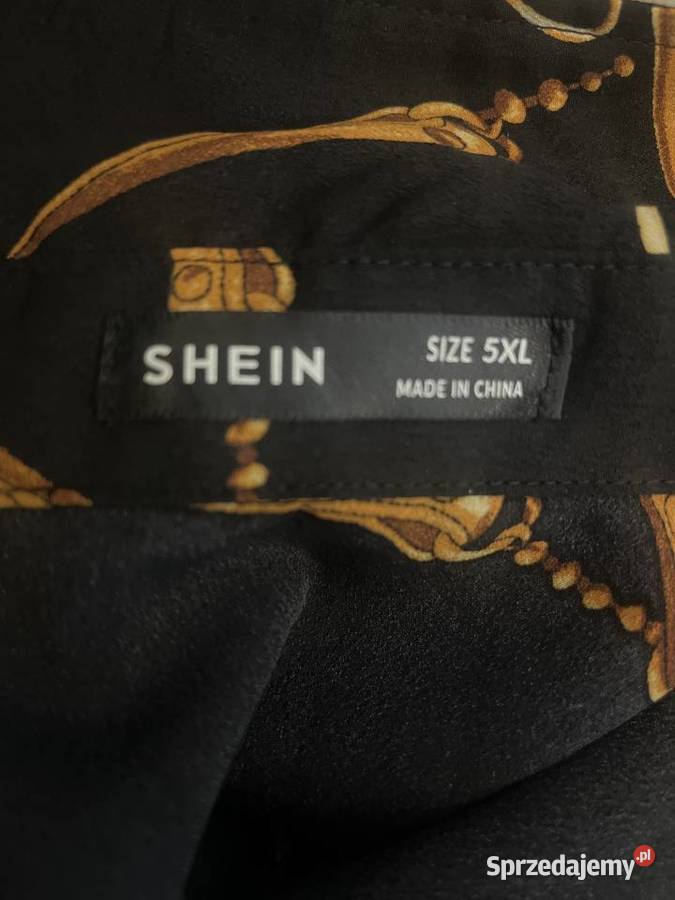 SHEIN
SIZE 5XL
MADE IN CHINA
Sprzedajemy.pl